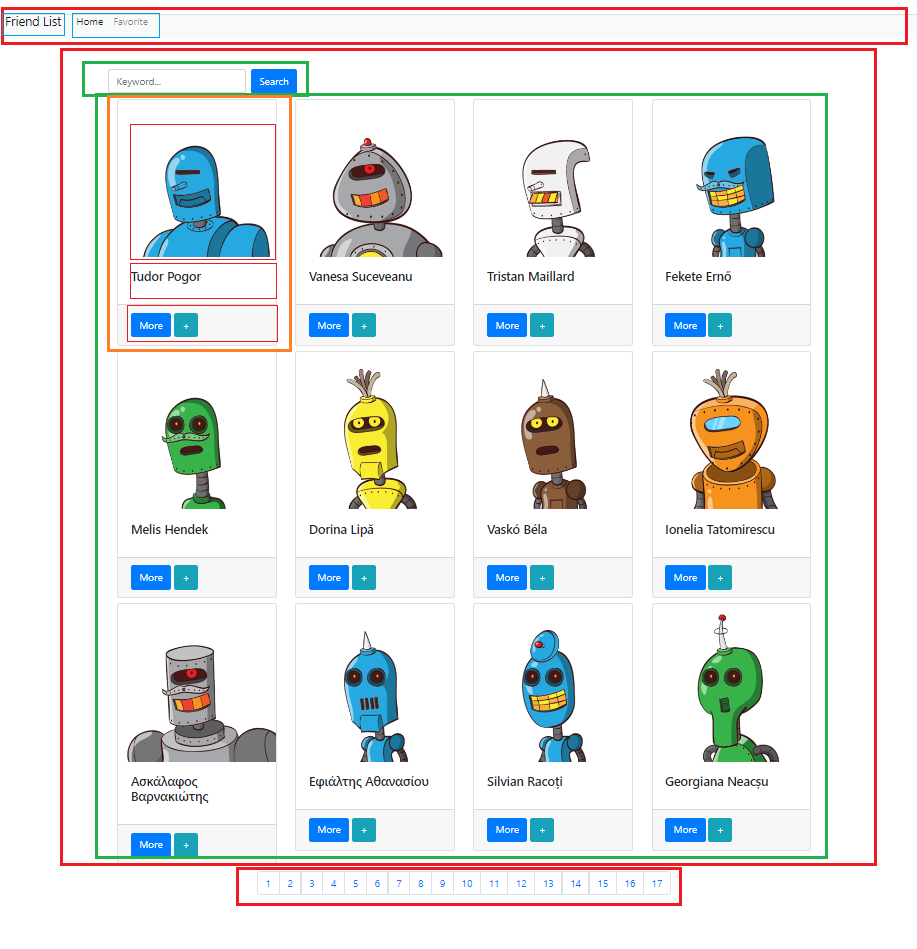 Friend List Home Favorite
Keyword... Search
Tudor Pogor
Vanesa Suceveanu
Tristan Maillard
Fekete Ernő
More +
More +
More +
More +
Melis Hendek
Dorina Lipă
Vaskó Béla
Ionelia Tatomirescu
More +
More +
More +
More +
Ασκάλαφος
Βαρνακιώτης
Εφιάλτης Αθανασίου
Silvian Racoți
Georgiana Neacșu
More +
More +
More +
More +
1 2 3 4 5 6 7 8 9 10 11 12 13 14 15 16 17